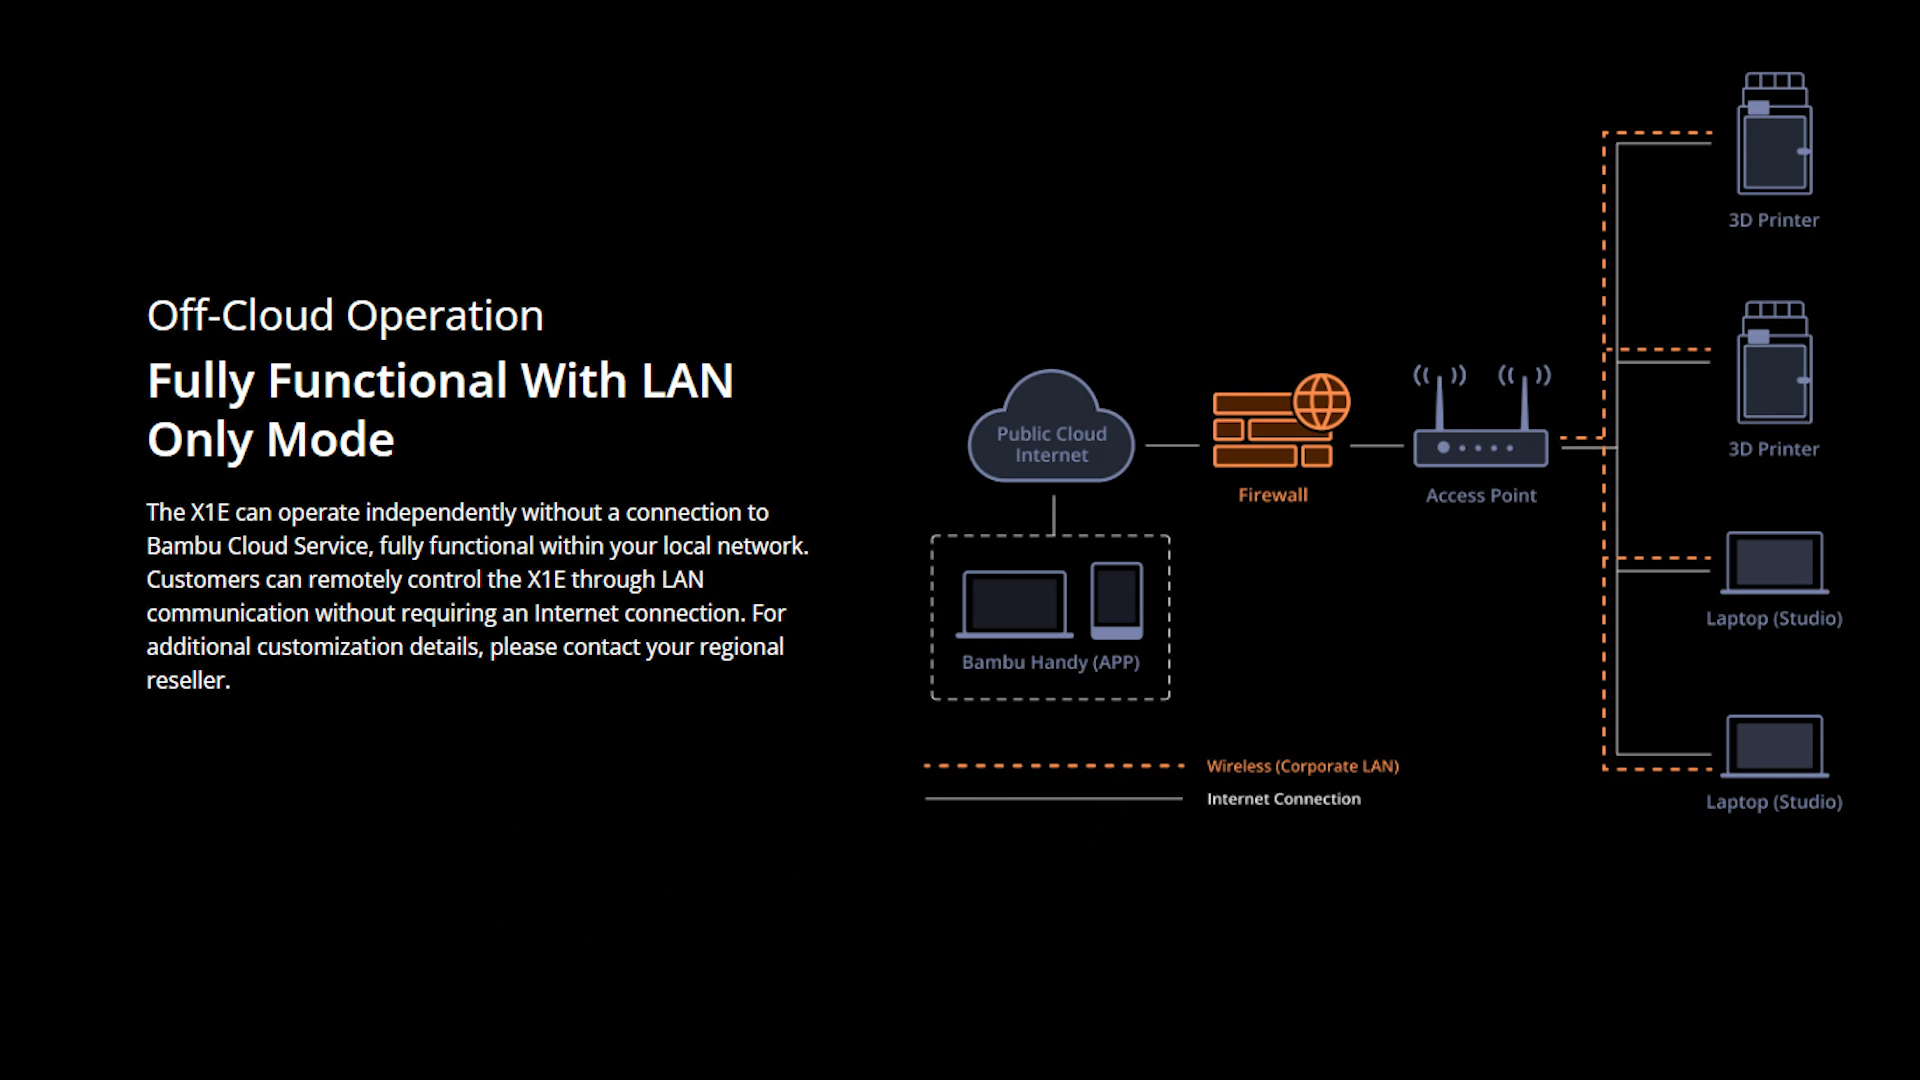 Off-Cloud Operation
Fully Functional With LAN
Only Mode
The X1E can operate independently without a connection to
Bambu Cloud Service, fully functional within your local network.
Customers can remotely control the X1E through LAN
communication without requiring an Internet connection. For
additional customization details, please contact your regional
reseller.
Public Cloud
Internet
Firewall
Access Point
Bambu Handy (APP)
3D Printer
3D Printer
Laptop (Studio)
Laptop (Studio)
Wireless (Corporate LAN)
Internet Connection